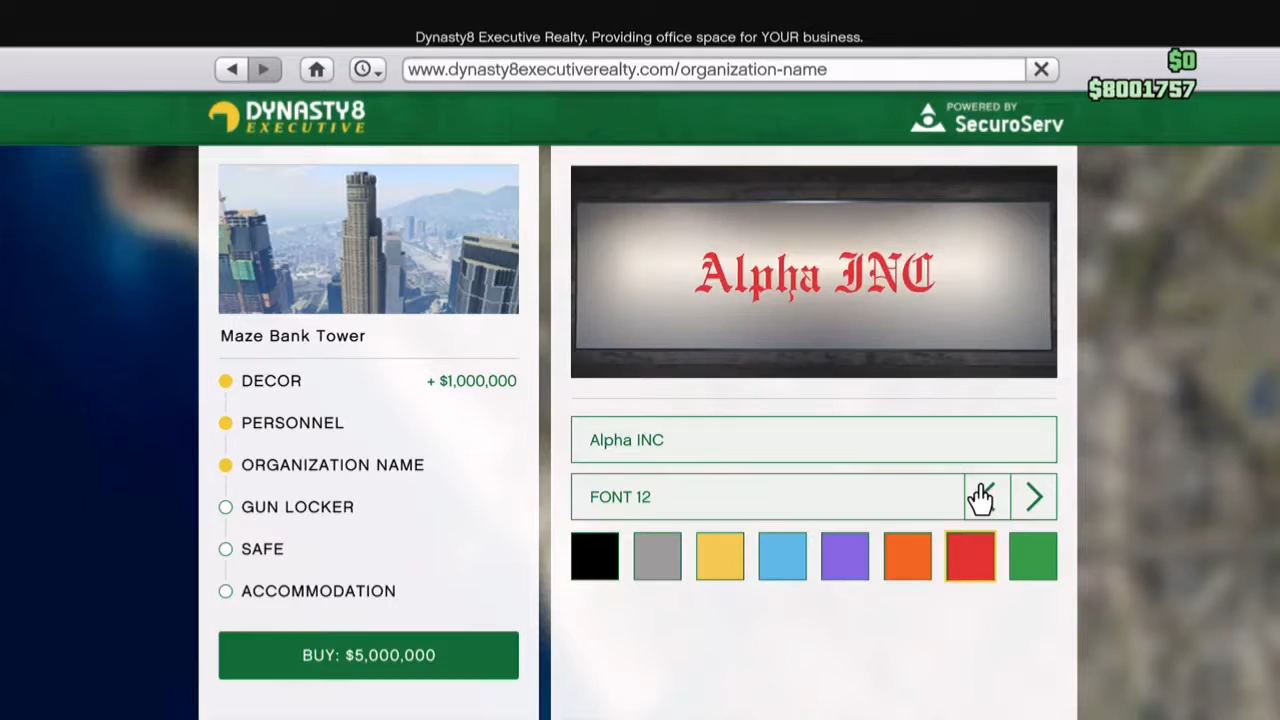 Dynasty8 Executive Realty. Providing office space for YOUR business.
www.dynasty8executiverealty.com/organization-name
$0
$8001757
DYNASTY8
EXECUTIVE
POWERED BY
SecuroServ
Maze Bank Tower
DECOR + $1,000,000
PERSONNEL
ORGANIZATION NAME
GUN LOCKER
SAFE
ACCOMMODATION
BUY: $5,000,000
Alpha INC
Alpha INC
FONT 12